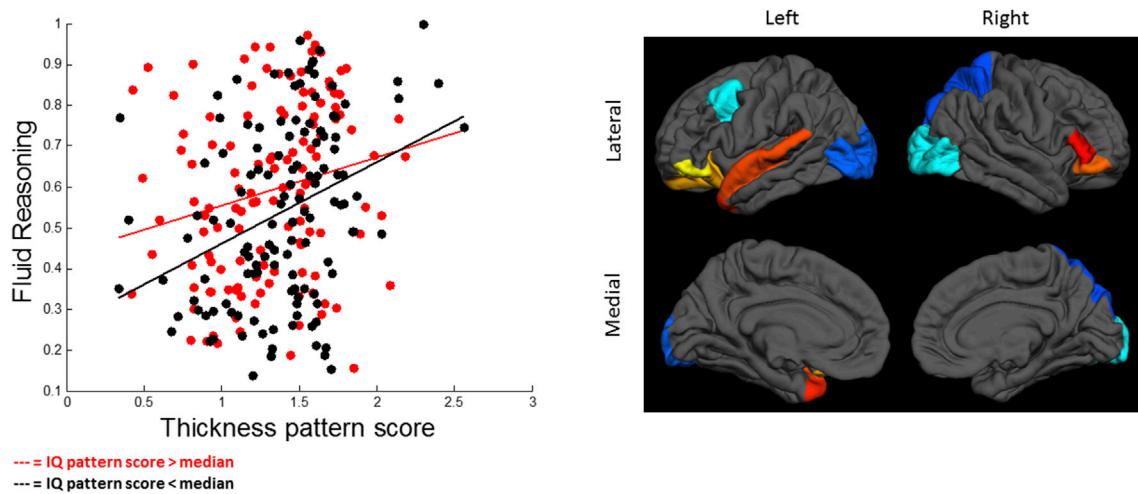 Fluid Reasoning
1
0.9
0.8
0.7
0.6
0.5
0.4
0.3
0.2
0.1
0 0.5 1 1.5 2 2.5 3
Thickness pattern score
--- = IQ pattern score > median
--- = IQ pattern score < median
Left Right
Lateral
Medial